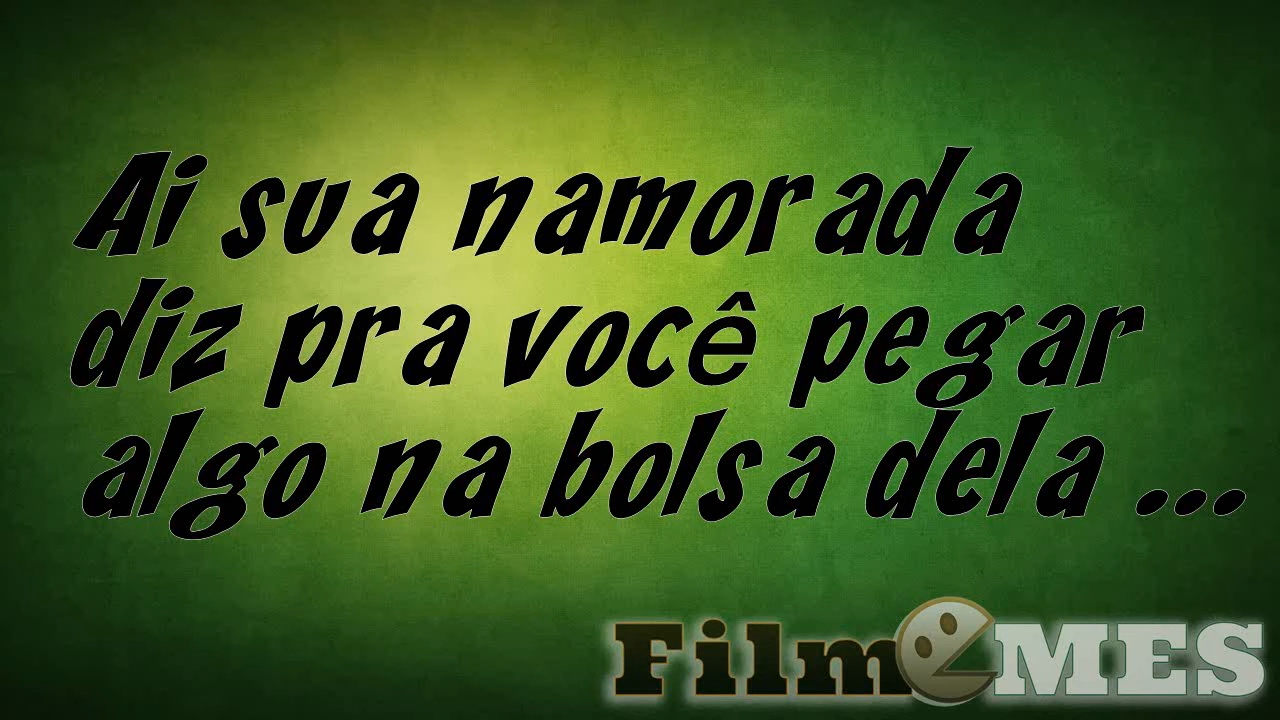 Ai sua namorada
diz pra você pegar
algo na bolsa dela ...
FilmeMES